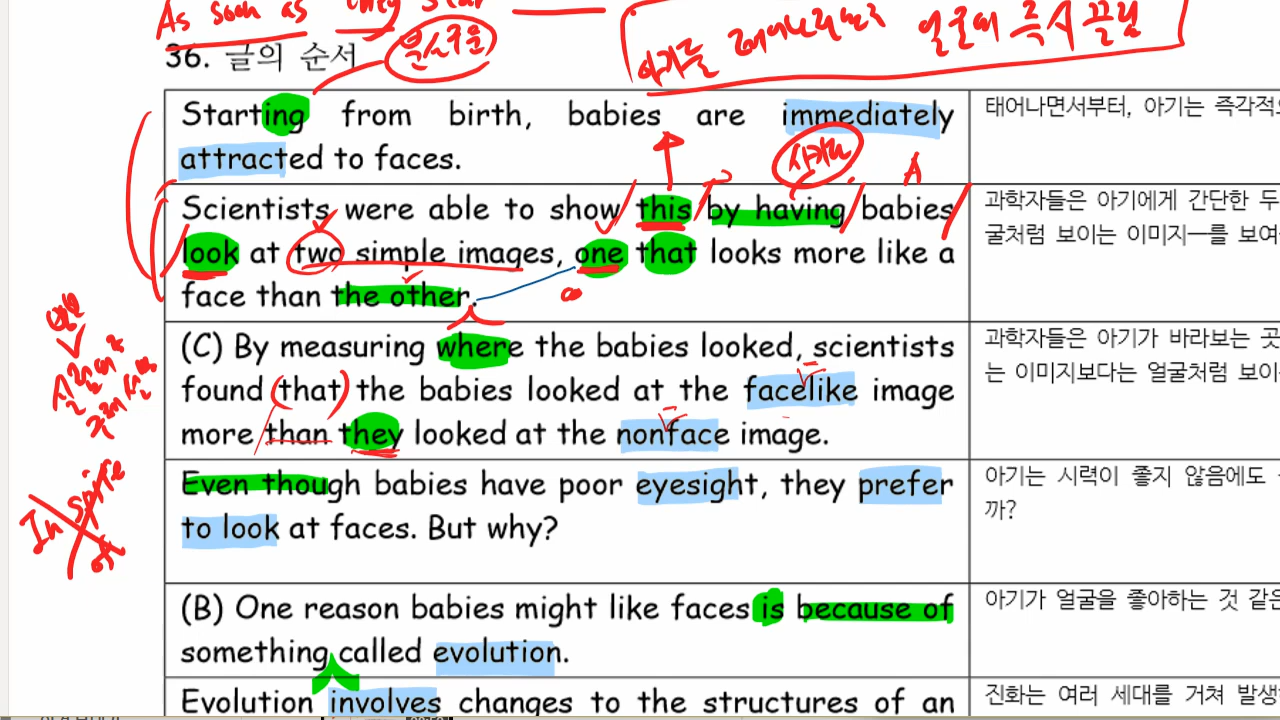 As soon as they star
분사구문
아기들 태어나면 얼굴에 즉시 끌림
36. 글의 순서
Starting from birth, babies are immediately
attracted to faces.
태어나면서부터, 아기는 즉각적
사역V
A
Scientists were able to show this by having babies
look at two simple images, one that looks more like a
face than the other.
과학자들은 아기에게 간단한 두
굴처럼 보이는 이미지—를 보여
(C) By measuring where the babies looked, scientists
found (that) the babies looked at the facelike image
more than they looked at the nonface image.
과학자들은 아기가 바라보는 곳
는 이미지보다는 얼굴처럼 보이
Even though babies have poor eyesight, they prefer
to look at faces. But why?
아기는 시력이 좋지 않음에도
까?
In spite
of
(B) One reason babies might like faces is because of
something called evolution.
아기가 얼굴을 좋아하는 것 같은
Evolution involves changes to the structures of an
진화는 여러 세대를 거쳐 발생